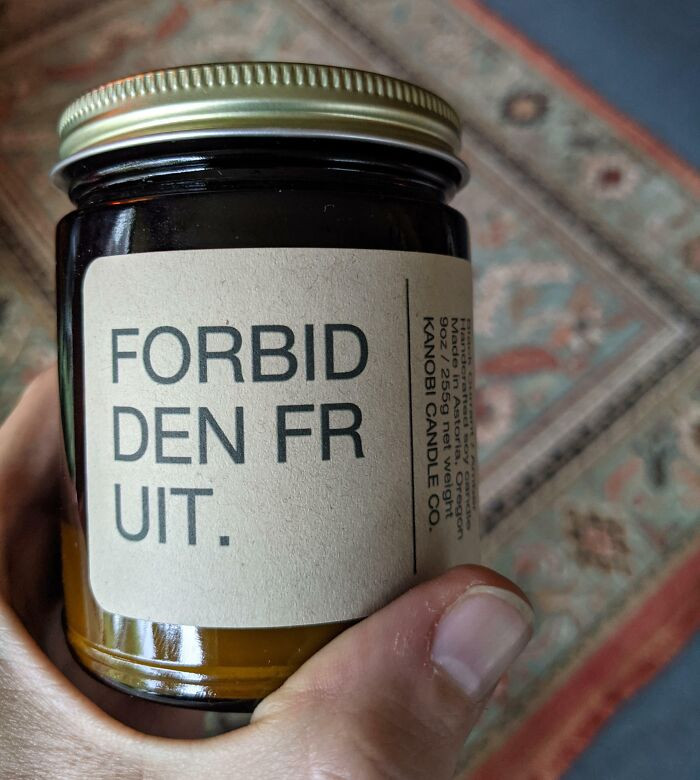 FORBID
DEN FR
UIT.
Handcrafted soy candle
Made in Astoria, Oregon
9oz / 255g net weight
KANOBI CANDLE CO.